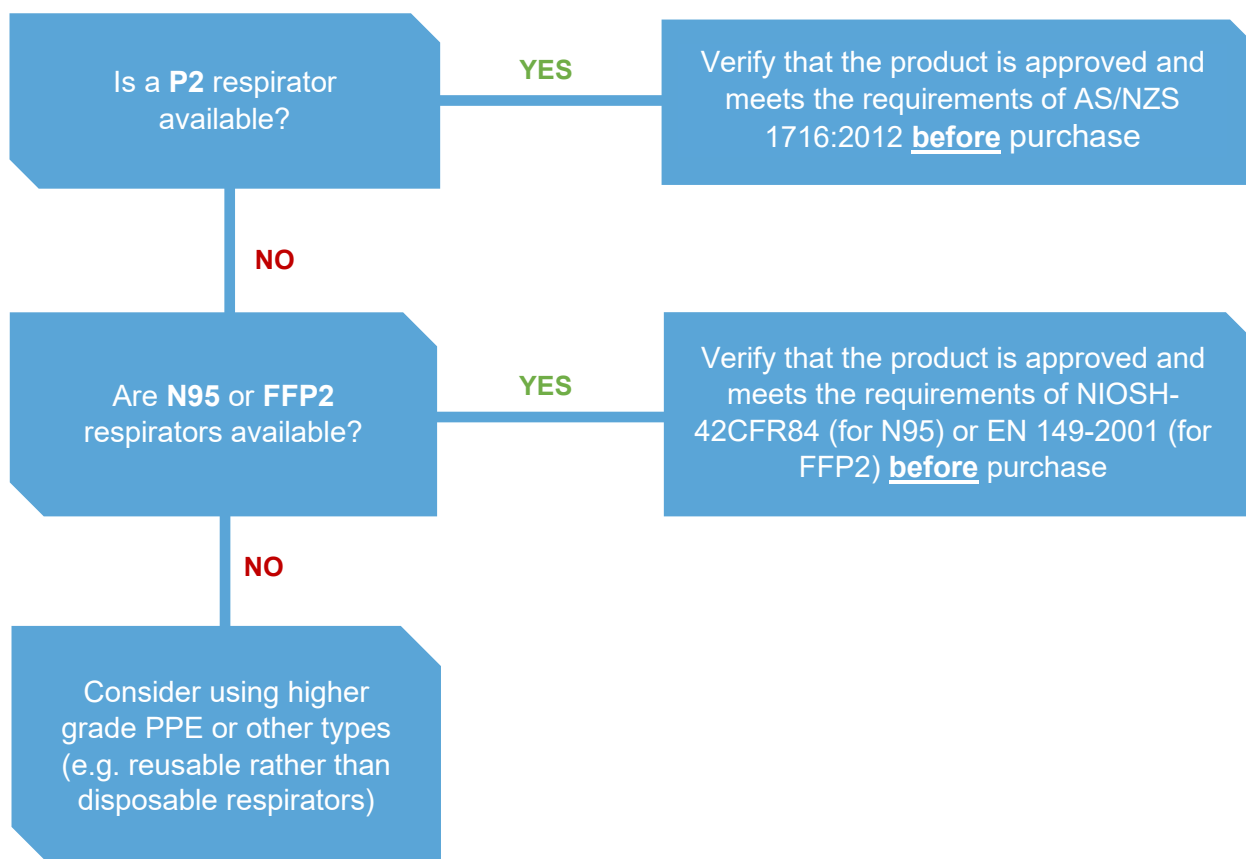 Is a P2 respirator
available?
YES
Verify that the product is approved and
meets the requirements of AS/NZS
1716:2012 before purchase
NO
Are N95 or FFP2
respirators available?
YES
Verify that the product is approved and
meets the requirements of NIOSH-
42CFR84 (for N95) or EN 149-2001 (for
FFP2) before purchase
NO
Consider using higher
grade PPE or other types
(e.g. reusable rather than
disposable respirators)